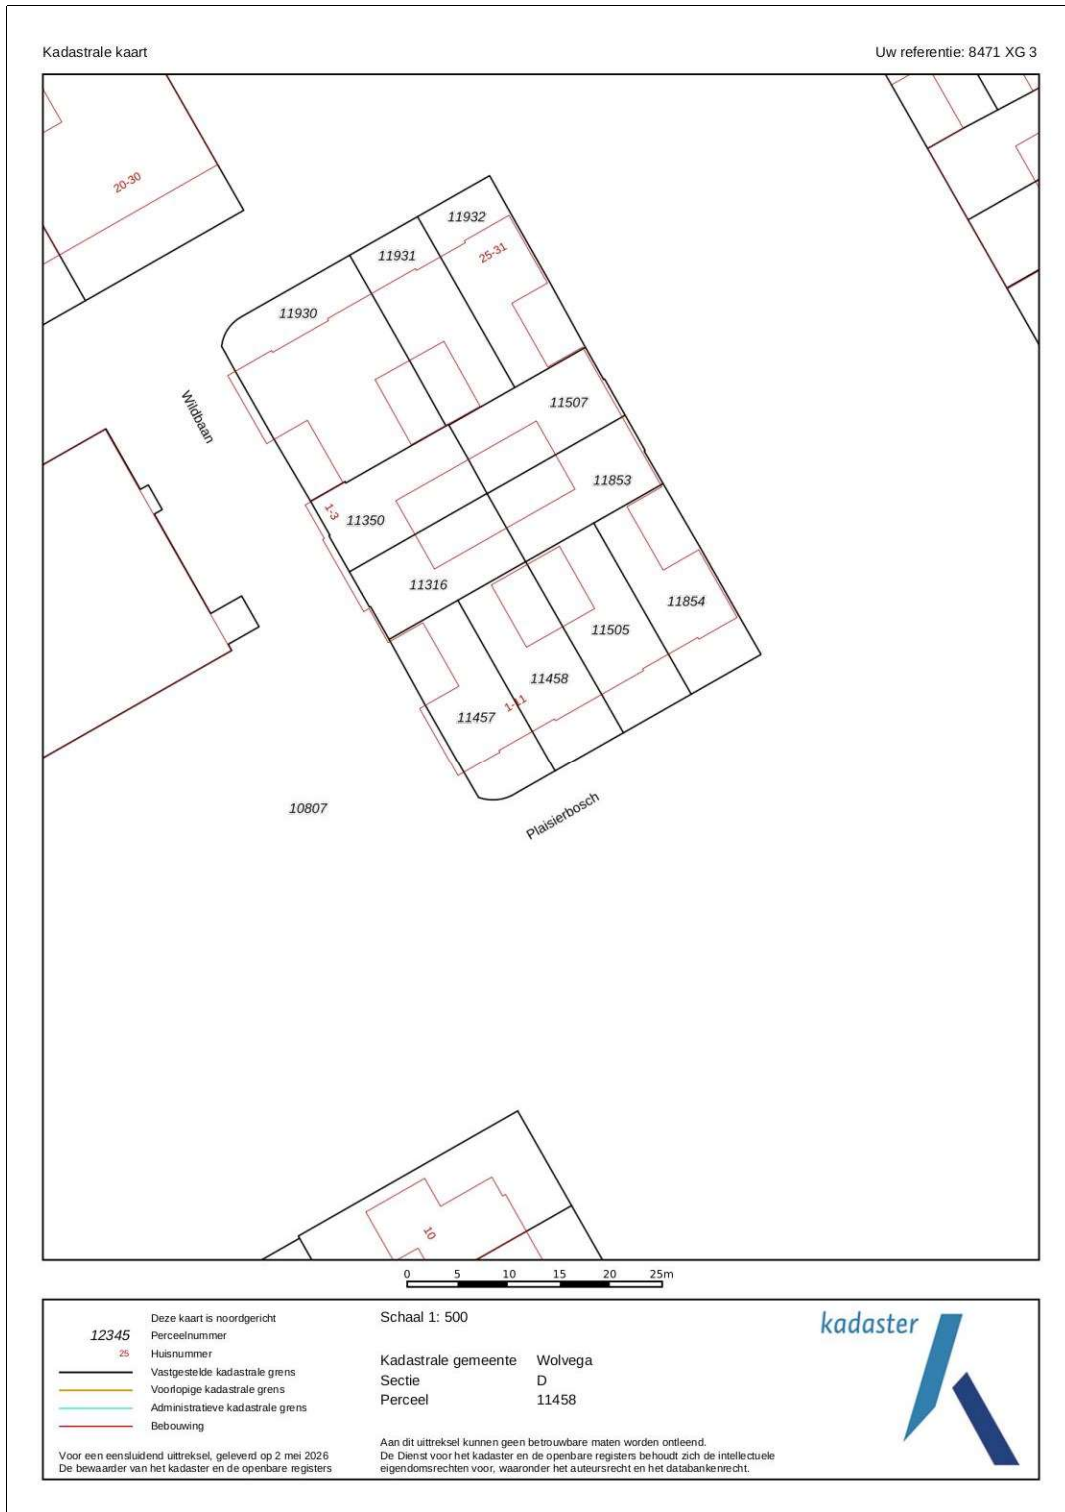 Kadastrale kaart
Uw referentie: 8471 XG 3
20-30
11932
11931
25-31
11930
Wildbaan
11507
11853
1-3
11350
11316
11854
11505
11458
1-11
11457
10807
Plaisierbosch
10
0 5 10 15 20 25m
Deze kaart is noordgericht
12345 Perceelnummer
25 Huisnummer
Vastgestelde kadastrale grens
Voorlopige kadastrale grens
Administratieve kadastrale grens
Bebouwing
Voor een eensluidend uittreksel, geleverd op 2 mei 2026
De bewaarder van het kadaster en de openbare registers
Schaal 1: 500
Kadastrale gemeente Wolvega
Sectie D
Perceel 11458
Aan dit uittreksel kunnen geen betrouwbare maten worden ontleend.
De Dienst voor het kadaster en de openbare registers behoudt zich de intellectuele
eigendomsrechten voor, waaronder het auteursrecht en het databankenrecht.
kadaster